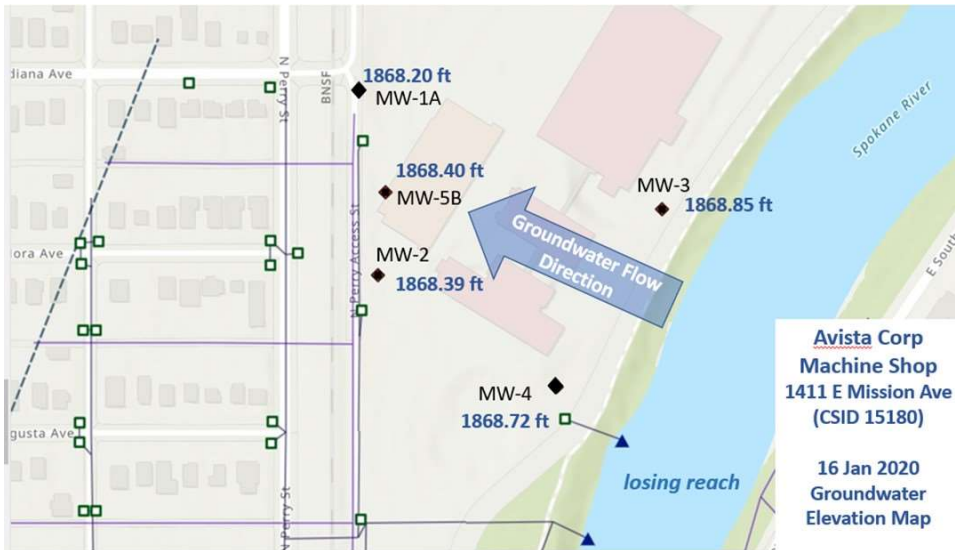 diana Ave
N Perry St
BNSF
1868.20 ft
MW-1A
Spokane River
1868.40 ft
MW-5B
MW-3
1868.85 ft
lora Ave
N Perry Access St
MW-2
1868.39 ft
Groundwater Flow
Direction
E South
MW-4
1868.72 ft
gusta Ave
losing reach
N Perry St
Avista Corp
Machine Shop
1411 E Mission Ave
(CSID 15180)
16 Jan 2020
Groundwater
Elevation Map